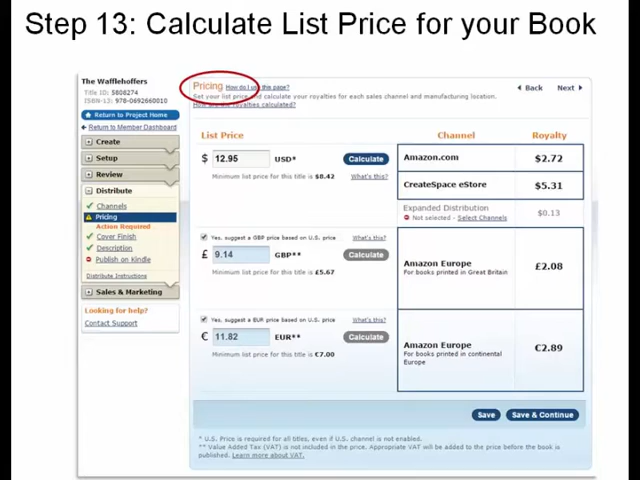 Step 13: Calculate List Price for your Book
The Wafflehoffers
Title ID: 5808274
ISBN-13: 978-0692660010
Return to Project Home
Return to Member Dashboard
Create
Setup
Review
Distribute
Channels
Pricing
Action Required
Cover Finish
Description
Publish on Kindle
Distribute Instructions
Sales & Marketing
Looking for help?
Contact Support
Pricing How do I use this page?
Back Next
Set your list price and calculate your royalties for each sales channel and manufacturing location.
How are the royalties calculated?
List Price Channel Royalty
$ 12.95 USD* Calculate
Minimum list price for this title is $8.42 What's this?
Amazon.com $2.72
CreateSpace eStore $5.31
Expanded Distribution $0.13
Not selected - Select Channels
Yes, suggest a GBP price based on U.S. price What's this?
£ 9.14 GBP** Calculate
Minimum list price for this title is £5.67
Amazon Europe £2.08
For books printed in Great Britain
Yes, suggest a EUR price based on U.S. price What's this?
€ 11.82 EUR** Calculate
Minimum list price for this title is €7.00
Amazon Europe €2.89
For books printed in continental
Europe
Save Save & Continue
* U.S. Price is required for all titles, even if U.S. channel is not enabled.
** Value Added Tax (VAT) is not included in the price. Appropriate VAT will be added to the price before the book is
published. Learn more about VAT.